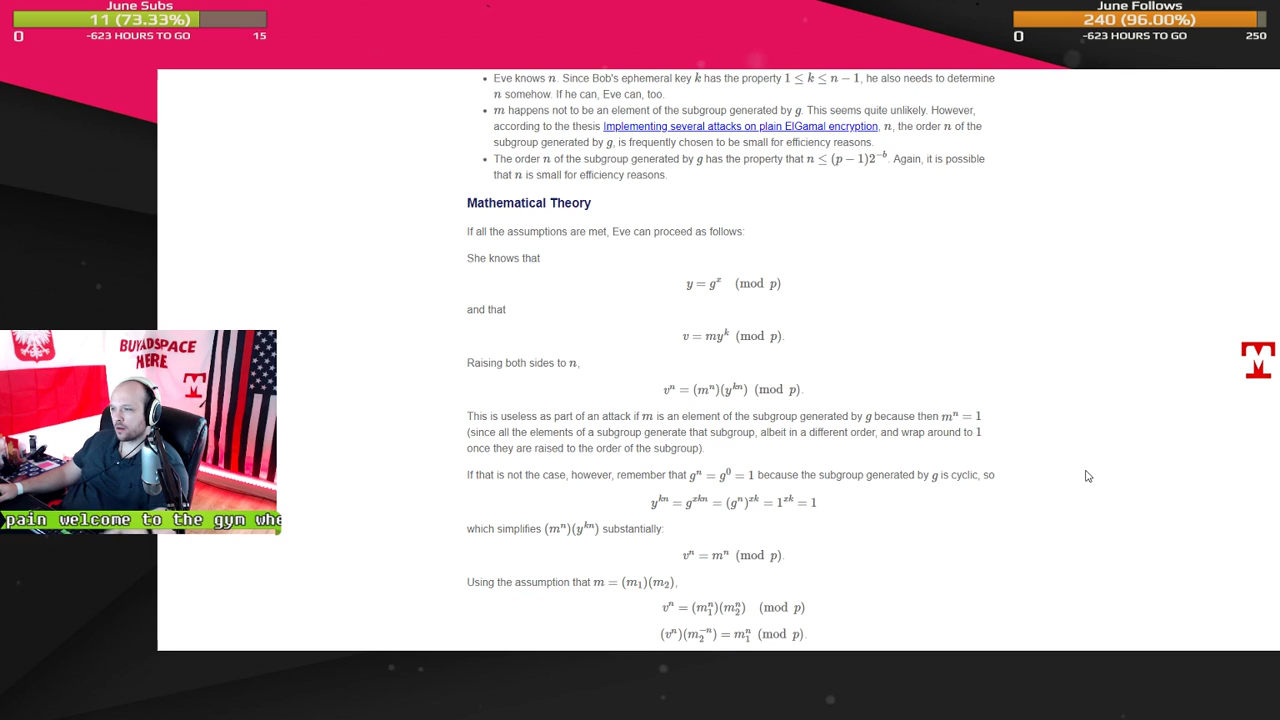 June Subs
11 (73.33%)
0
-623 HOURS TO GO
15
June Follows
240 (96.00%)
0
-623 HOURS TO GO
250
• Eve knows n. Since Bob's ephemeral key k has the property 1 ≤ k ≤ n − 1, he also needs to determine
n somehow. If he can, Eve can, too.
• m happens not to be an element of the subgroup generated by g. This seems quite unlikely. However,
according to the thesis Implementing several attacks on plain ElGamal encryption, n, the order n of the
subgroup generated by g, is frequently chosen to be small for efficiency reasons.
• The order n of the subgroup generated by g has the property that n ≤ (p − 1)2^{−b}. Again, it is possible
that n is small for efficiency reasons.
Mathematical Theory
If all the assumptions are met, Eve can proceed as follows:
She knows that
y = g^x (mod p)
and that
v = my^k (mod p).
Raising both sides to n,
v^n = (m^n)(y^{kn}) (mod p).
This is useless as part of an attack if m is an element of the subgroup generated by g because then m^n = 1
(since all the elements of a subgroup generate that subgroup, albeit in a different order, and wrap around to 1
once they are raised to the order of the subgroup).
If that is not the case, however, remember that g^n = g^0 = 1 because the subgroup generated by g is cyclic, so
y^{kn} = g^{xkn} = (g^n)^{xk} = 1^{xk} = 1
which simplifies (m^n)(y^{kn}) substantially:
v^n = m^n (mod p).
Using the assumption that m = (m_1)(m_2),
v^n = (m_1^n)(m_2^n) (mod p)
(v^n)(m_2^{−n}) = m_1^n (mod p).
BUY ADSPACE
HERE
pain welcome to the gym whe